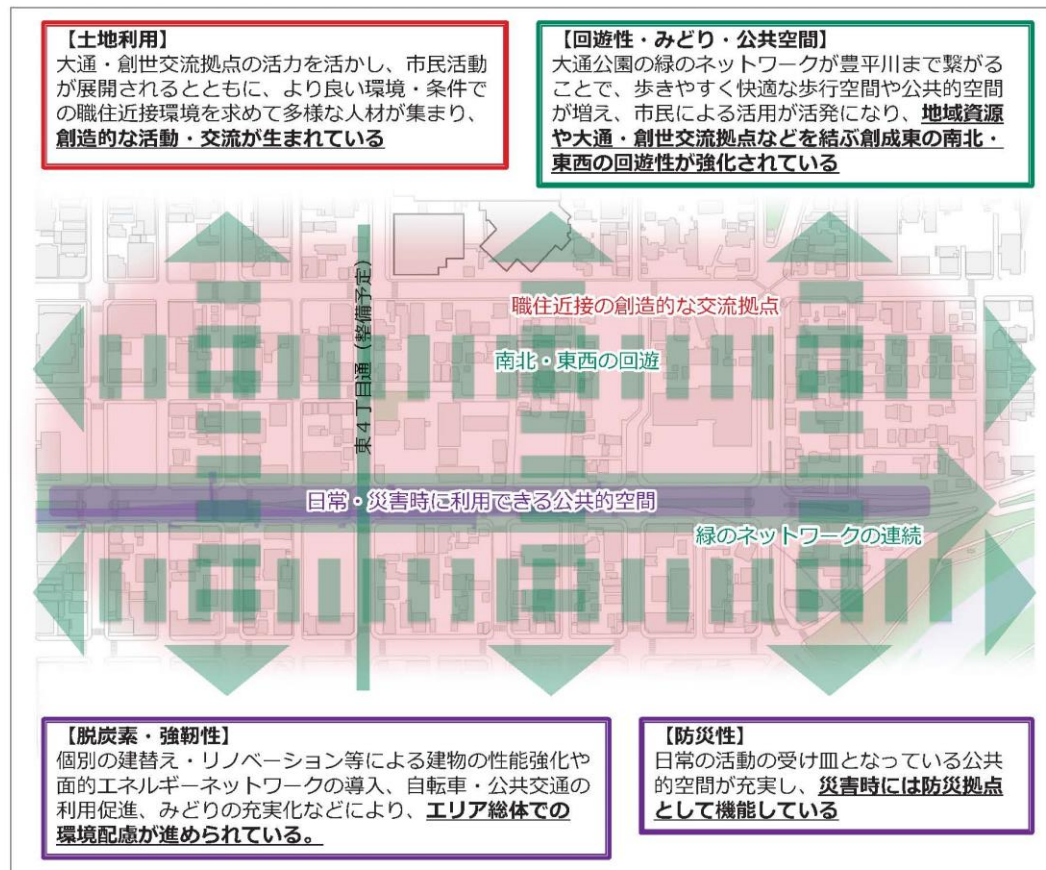 【土地利用】
大通・創世交流拠点の活力を活かし、市民活動
が展開されるとともに、より良い環境・条件で
の職住近接環境を求めて多様な人材が集まり、
創造的な活動・交流が生まれている
【回遊性・みどり・公共空間】
大通公園の緑のネットワークが豊平川まで繋がる
ことで、歩きやすく快適な歩行空間や公共的空間
が増え、市民による活用が活発になり、地域資源
や大通・創世交流拠点などを結ぶ創成東の南北・
東西の回遊性が強化されている
東４丁目通（整備予定）
職住近接の創造的な交流拠点
南北・東西の回遊
日常・災害時に利用できる公共的空間
緑のネットワークの連続
【脱炭素・強靭性】
個別の建替え・リノベーション等による建物の性能強化や
面的エネルギーネットワークの導入、自転車・公共交通の
利用促進、みどりの充実化などにより、エリア総体での
環境配慮が進められている。
【防災性】
日常の活動の受け皿となっている公共
的空間が充実し、災害時には防災拠点
として機能している